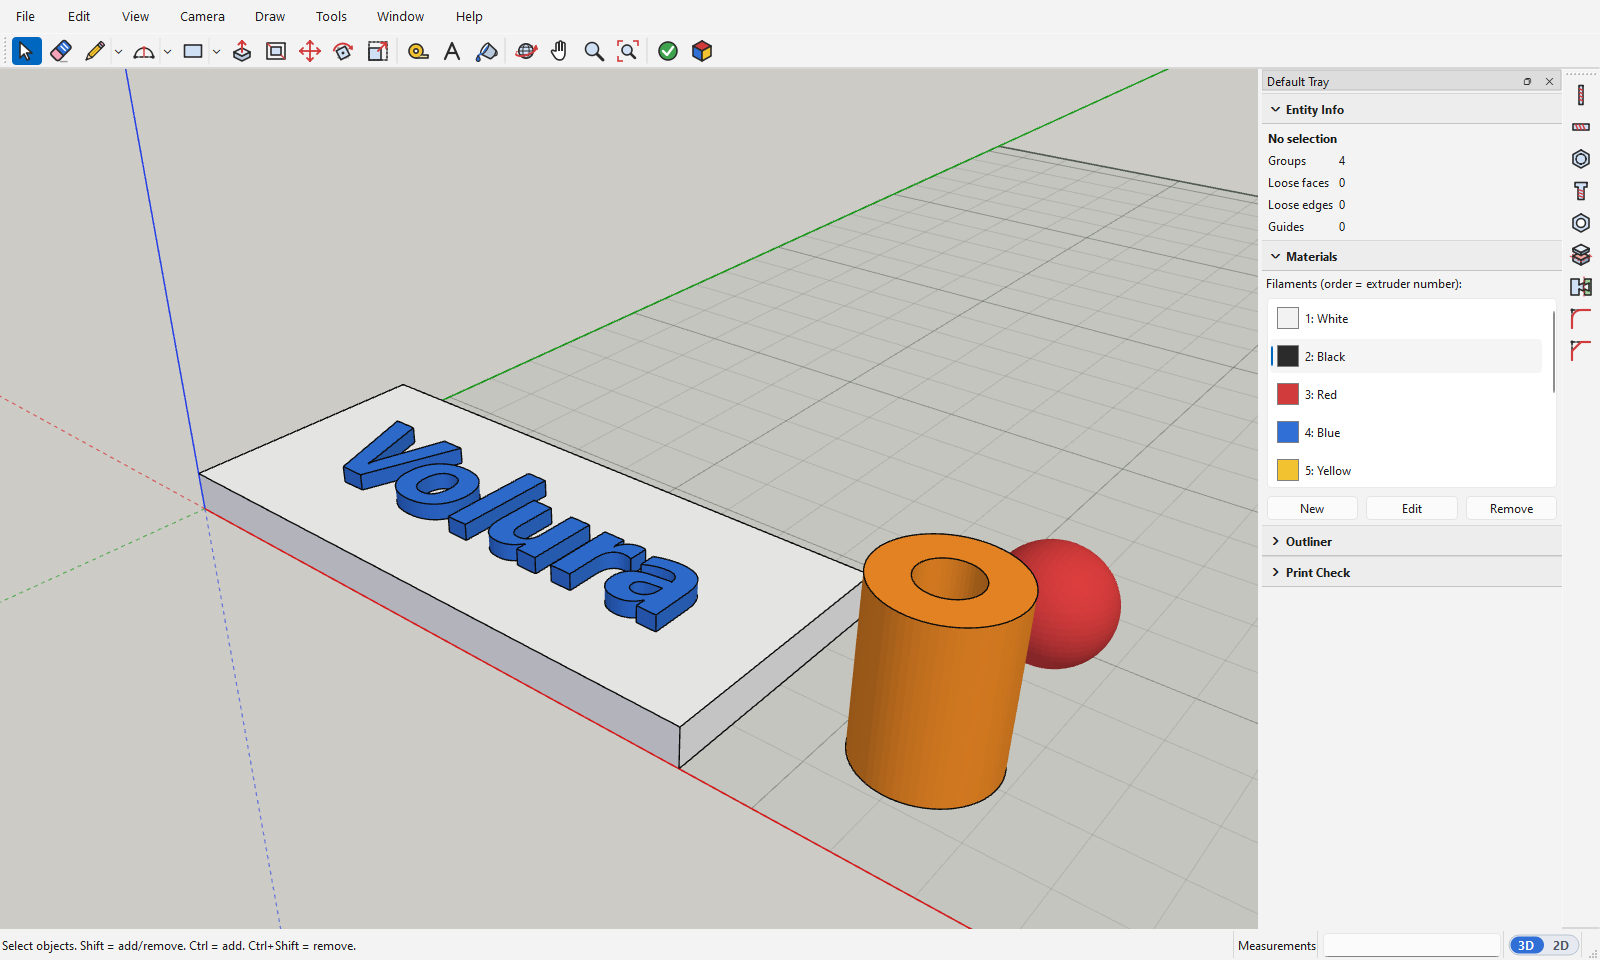 File Edit View Camera Draw Tools Window Help
Default Tray
Entity Info
No selection
Groups 4
Loose faces 0
Loose edges 0
Guides 0
Materials
Filaments (order = extruder number):
1: White
2: Black
3: Red
4: Blue
5: Yellow
New Edit Remove
Outliner
Print Check
Volura
Select objects. Shift = add/remove. Ctrl = add. Ctrl+Shift = remove.
Measurements
3D 2D